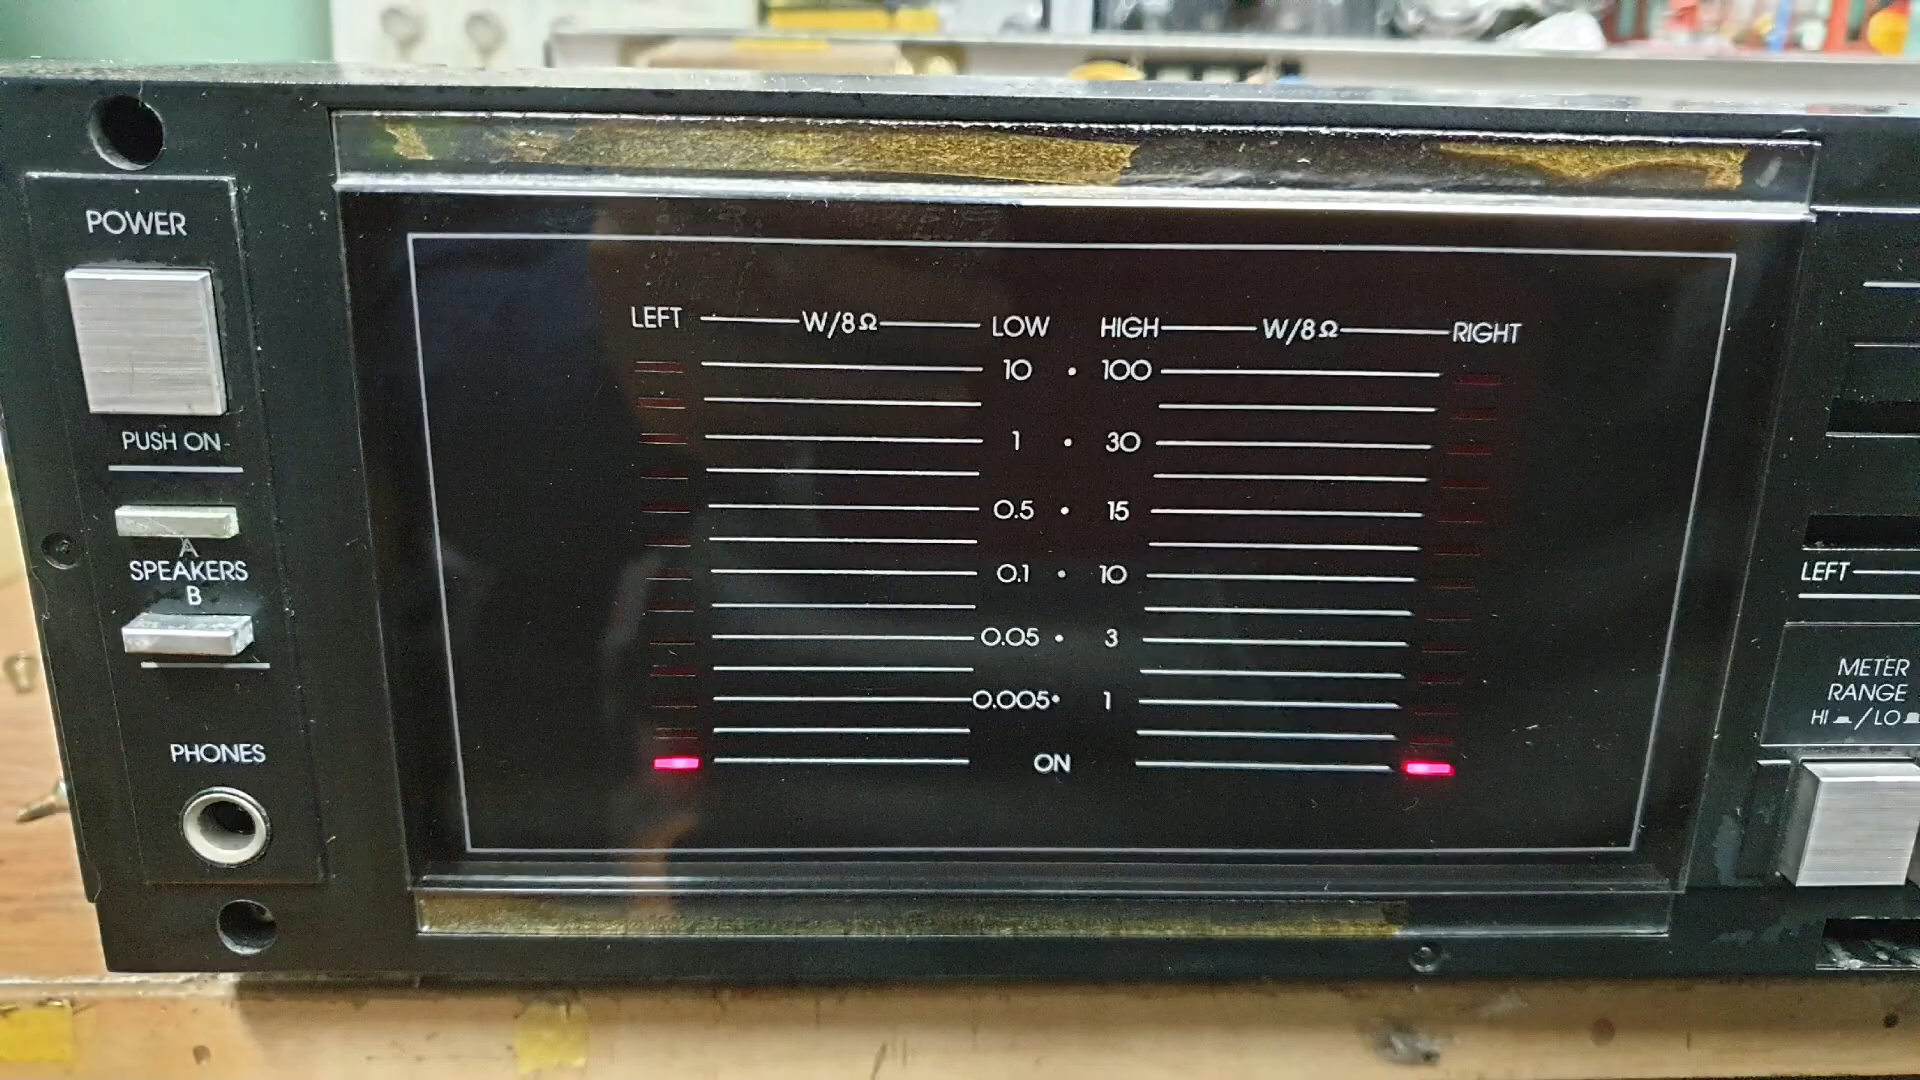 POWER
PUSH ON
A
SPEAKERS
B
PHONES
LEFT W/8Ω LOW HIGH W/8Ω RIGHT
10 • 100
1 • 30
0.5 • 15
0.1 • 10
0.05 • 3
0.005 • 1
ON
LEFT
METER
RANGE
HI / LO